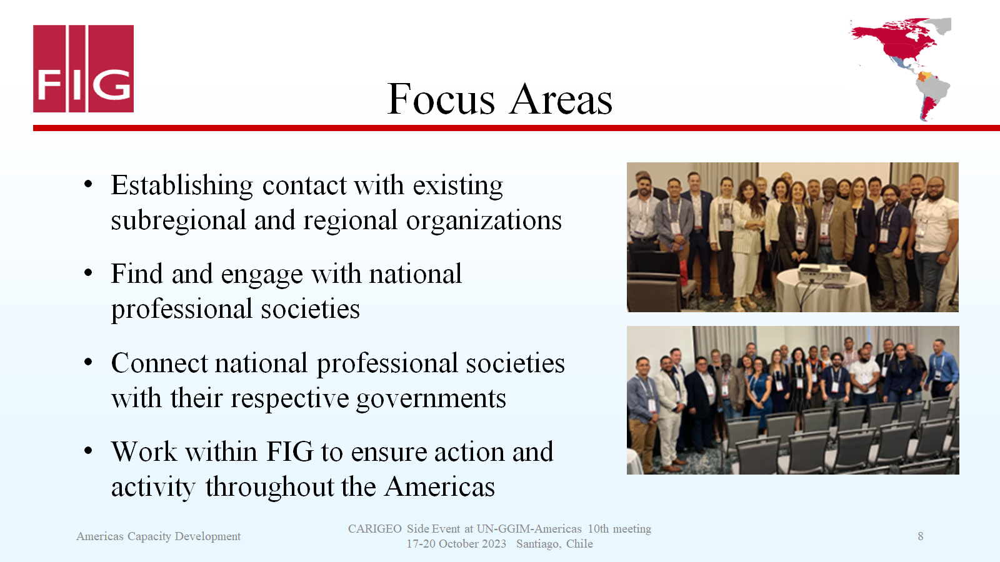 FIG
Focus Areas
• Establishing contact with existing
subregional and regional organizations
• Find and engage with national
professional societies
• Connect national professional societies
with their respective governments
• Work within FIG to ensure action and
activity throughout the Americas
Americas Capacity Development
CARIGEO Side Event at UN-GGIM-Americas 10th meeting
17-20 October 2023 Santiago, Chile
8